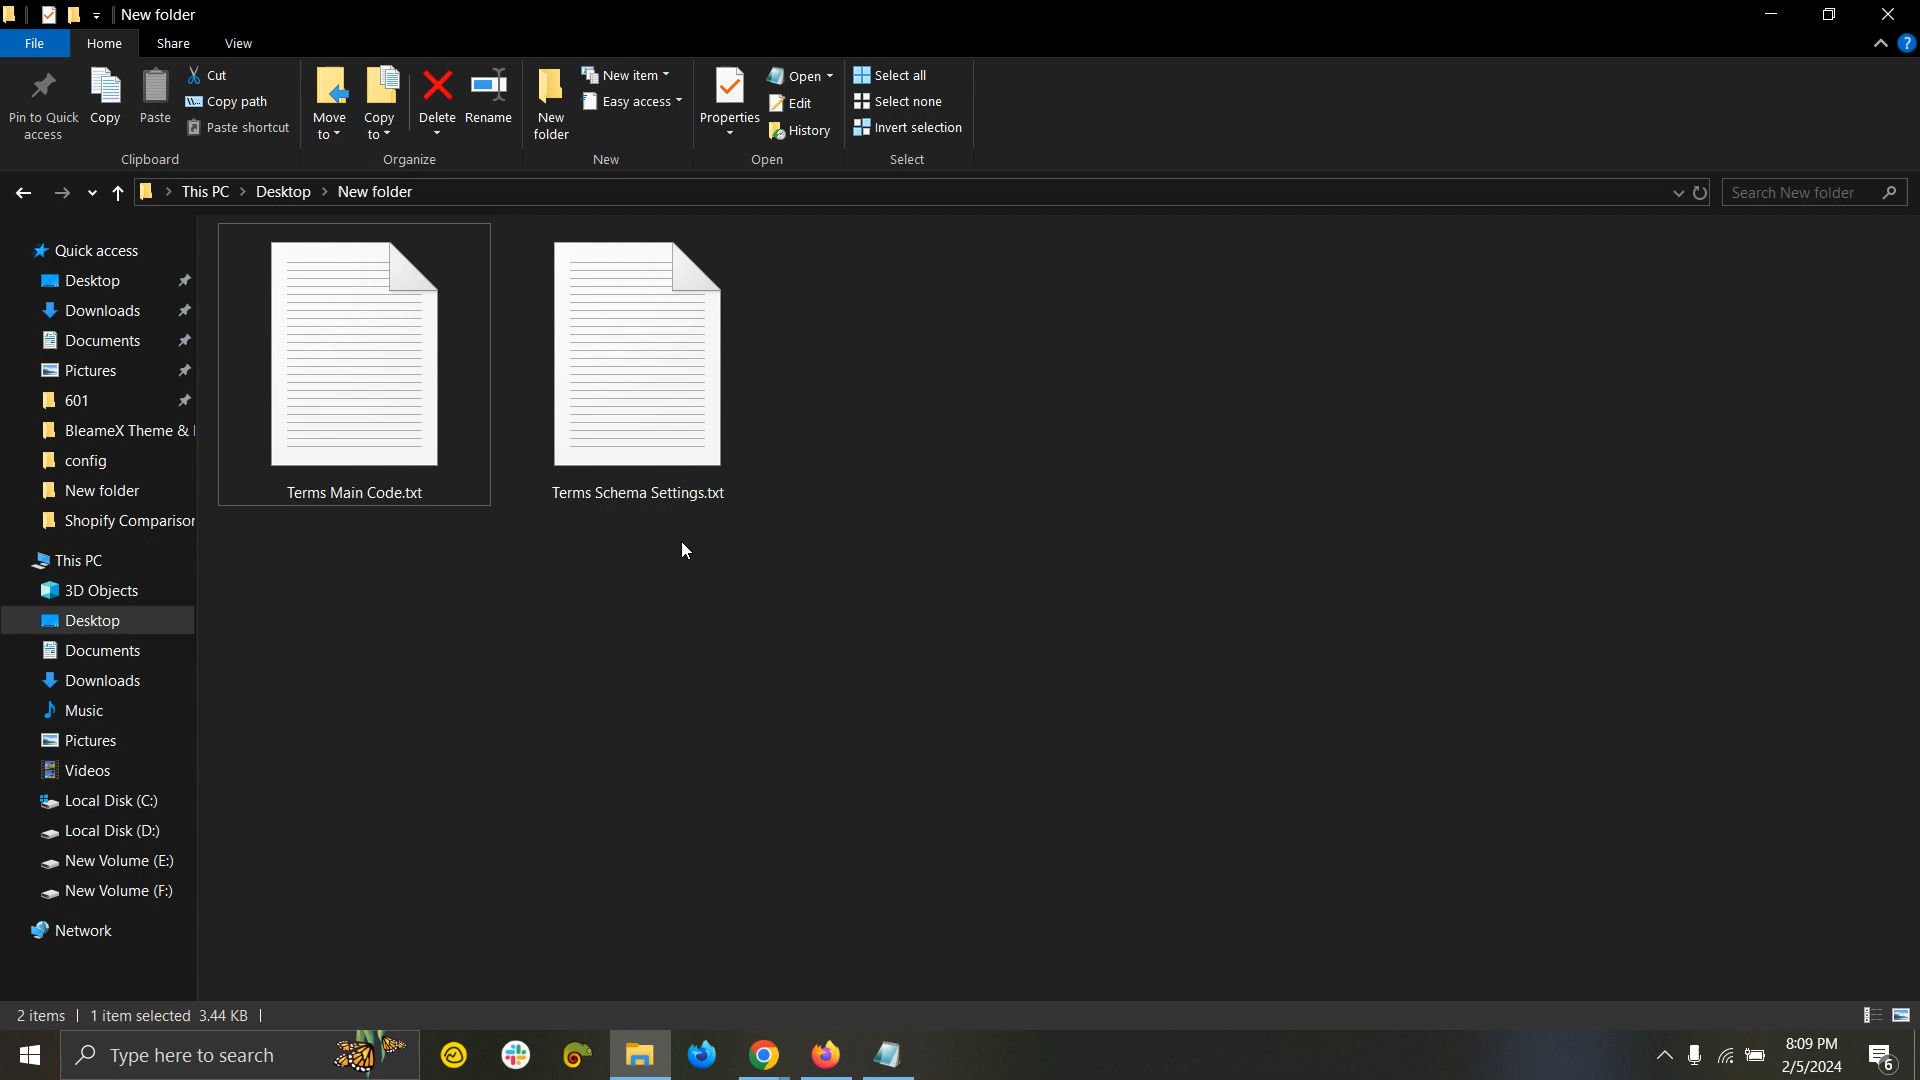 New folder
File Home Share View
Pin to Quick access
Copy
Paste
Cut
Copy path
Paste shortcut
Clipboard
Move to
Copy to
Delete
Rename
Organize
New folder
New item
Easy access
New
Properties
Open
Edit
History
Open
Select all
Select none
Invert selection
Select
This PC > Desktop > New folder
Search New folder
Quick access
Desktop
Downloads
Documents
Pictures
601
BleameX Theme &
config
New folder
Shopify Comparison
This PC
3D Objects
Desktop
Documents
Downloads
Music
Pictures
Videos
Local Disk (C:)
Local Disk (D:)
New Volume (E:)
New Volume (F:)
Network
Terms Main Code.txt
Terms Schema Settings.txt
2 items
1 item selected 3.44 KB
Type here to search
8:09 PM
2/5/2024
6